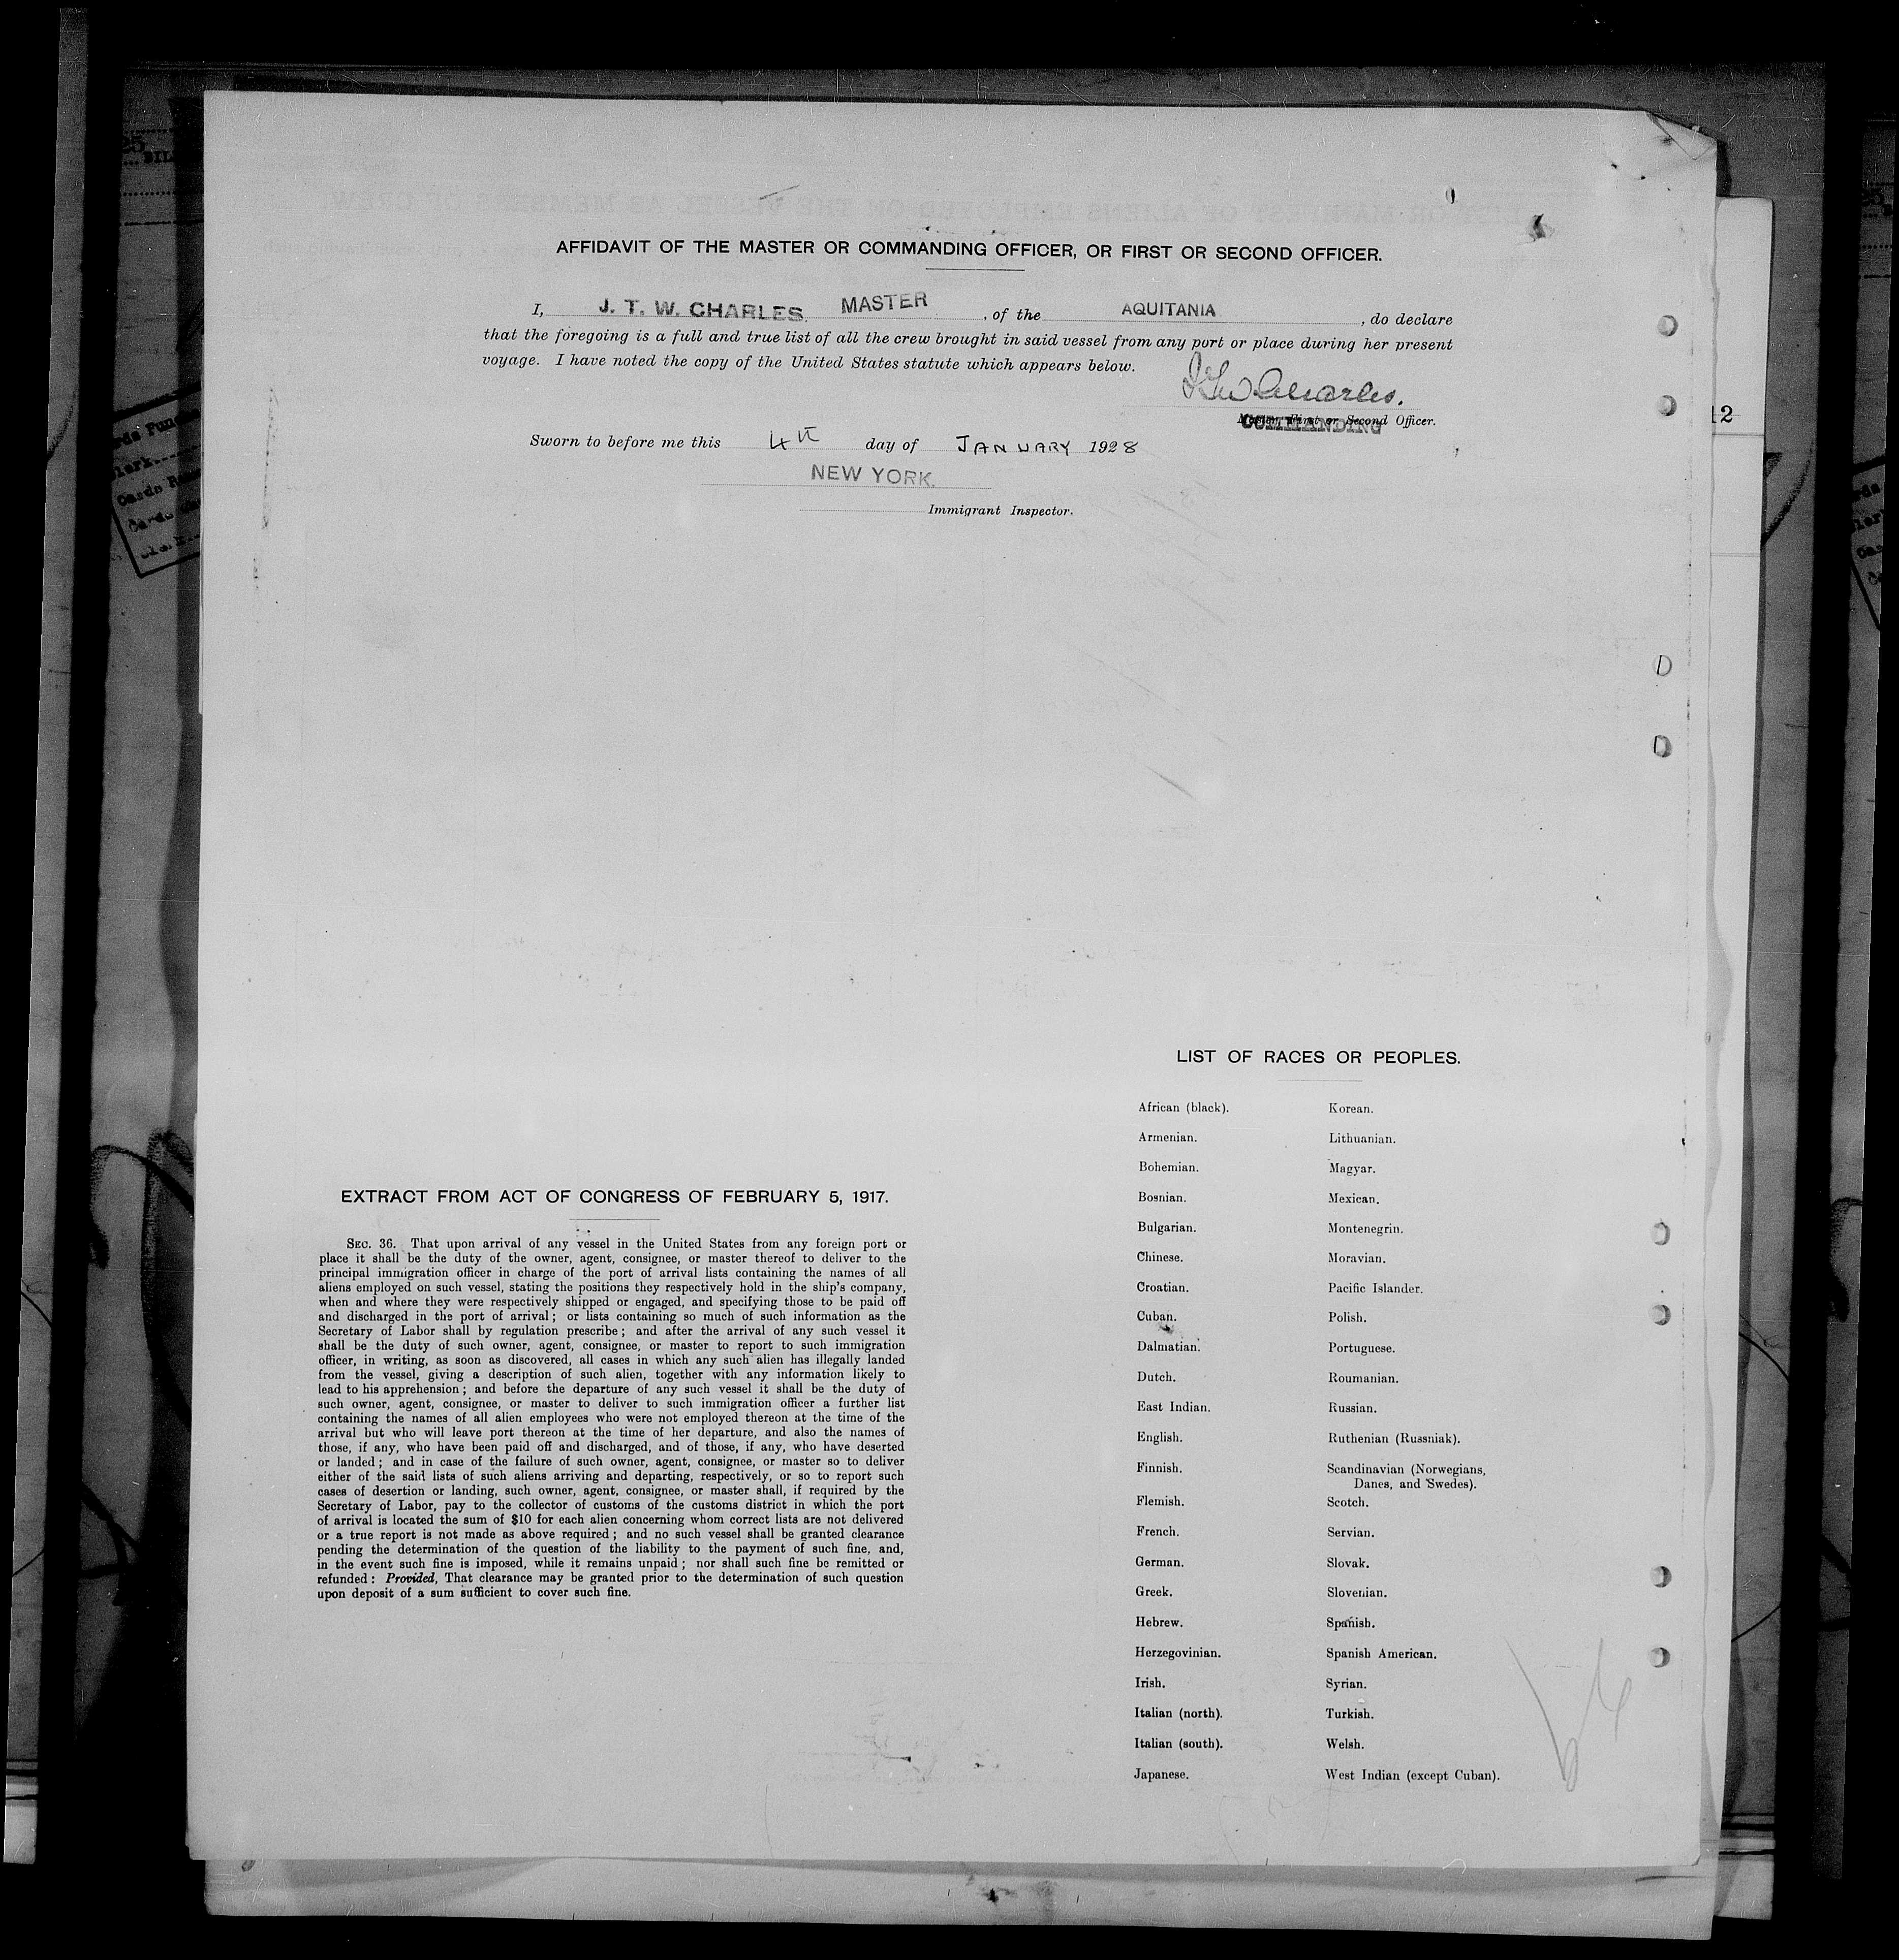 AFFIDAVIT OF THE MASTER OR COMMANDING OFFICER, OR FIRST OR SECOND OFFICER.
I, J. T. W. CHARLES. MASTER, of the AQUITANIA, do declare
that the foregoing is a full and true list of all the crew brought in said vessel from any port or place during her present
voyage. I have noted the copy of the United States statute which appears below.
JTW Charles.
Master, First or Second Officer.
COMMANDING
Sworn to before me this 4th day of JANUARY 1928
NEW YORK.
Immigrant Inspector.
12
EXTRACT FROM ACT OF CONGRESS OF FEBRUARY 5, 1917.
SEC. 36. That upon arrival of any vessel in the United States from any foreign port or
place it shall be the duty of the owner, agent, consignee, or master thereof to deliver to the
principal immigration officer in charge of the port of arrival lists containing the names of all
aliens employed on such vessel, stating the positions they respectively hold in the ship's company,
when and where they were respectively shipped or engaged, and specifying those to be paid off
and discharged in the port of arrival; or lists containing so much of such information as the
Secretary of Labor shall by regulation prescribe; and after the arrival of any such vessel it
shall be the duty of such owner, agent, consignee, or master to report to such immigration
officer, in writing, as soon as discovered, all cases in which any such alien has illegally landed
from the vessel, giving a description of such alien, together with any information likely to
lead to his apprehension; and before the departure of any such vessel it shall be the duty of
such owner, agent, consignee, or master to deliver to such immigration officer a further list
containing the names of all alien employees who were not employed thereon at the time of the
arrival but who will leave port thereon at the time of her departure, and also the names of
those, if any, who have been paid off and discharged, and of those, if any, who have deserted
or landed; and in case of the failure of such owner, agent, consignee, or master so to deliver
either of the said lists of such aliens arriving and departing, respectively, or so to report such
cases of desertion or landing, such owner, agent, consignee, or master shall, if required by the
Secretary of Labor, pay to the collector of customs of the customs district in which the port
of arrival is located the sum of $10 for each alien concerning whom correct lists are not delivered
or a true report is not made as above required; and no such vessel shall be granted clearance
pending the determination of the question of the liability to the payment of such fine, and,
in the event such fine is imposed, while it remains unpaid; nor shall such fine be remitted or
refunded: Provided, That clearance may be granted prior to the determination of such question
upon deposit of a sum sufficient to cover such fine.
LIST OF RACES OR PEOPLES.
African (black).
Armenian.
Bohemian.
Bosnian.
Bulgarian.
Chinese.
Croatian.
Cuban.
Dalmatian.
Dutch.
East Indian.
English.
Finnish.
Flemish.
French.
German.
Greek.
Hebrew.
Herzegovinian.
Irish.
Italian (north).
Italian (south).
Japanese.
Korean.
Lithuanian.
Magyar.
Mexican.
Montenegrin.
Moravian.
Pacific Islander.
Polish.
Portuguese.
Roumanian.
Russian.
Ruthenian (Russniak).
Scandinavian (Norwegians,
Danes, and Swedes).
Scotch.
Servian.
Slovak.
Slovenian.
Spanish.
Spanish American.
Syrian.
Turkish.
Welsh.
West Indian (except Cuban).